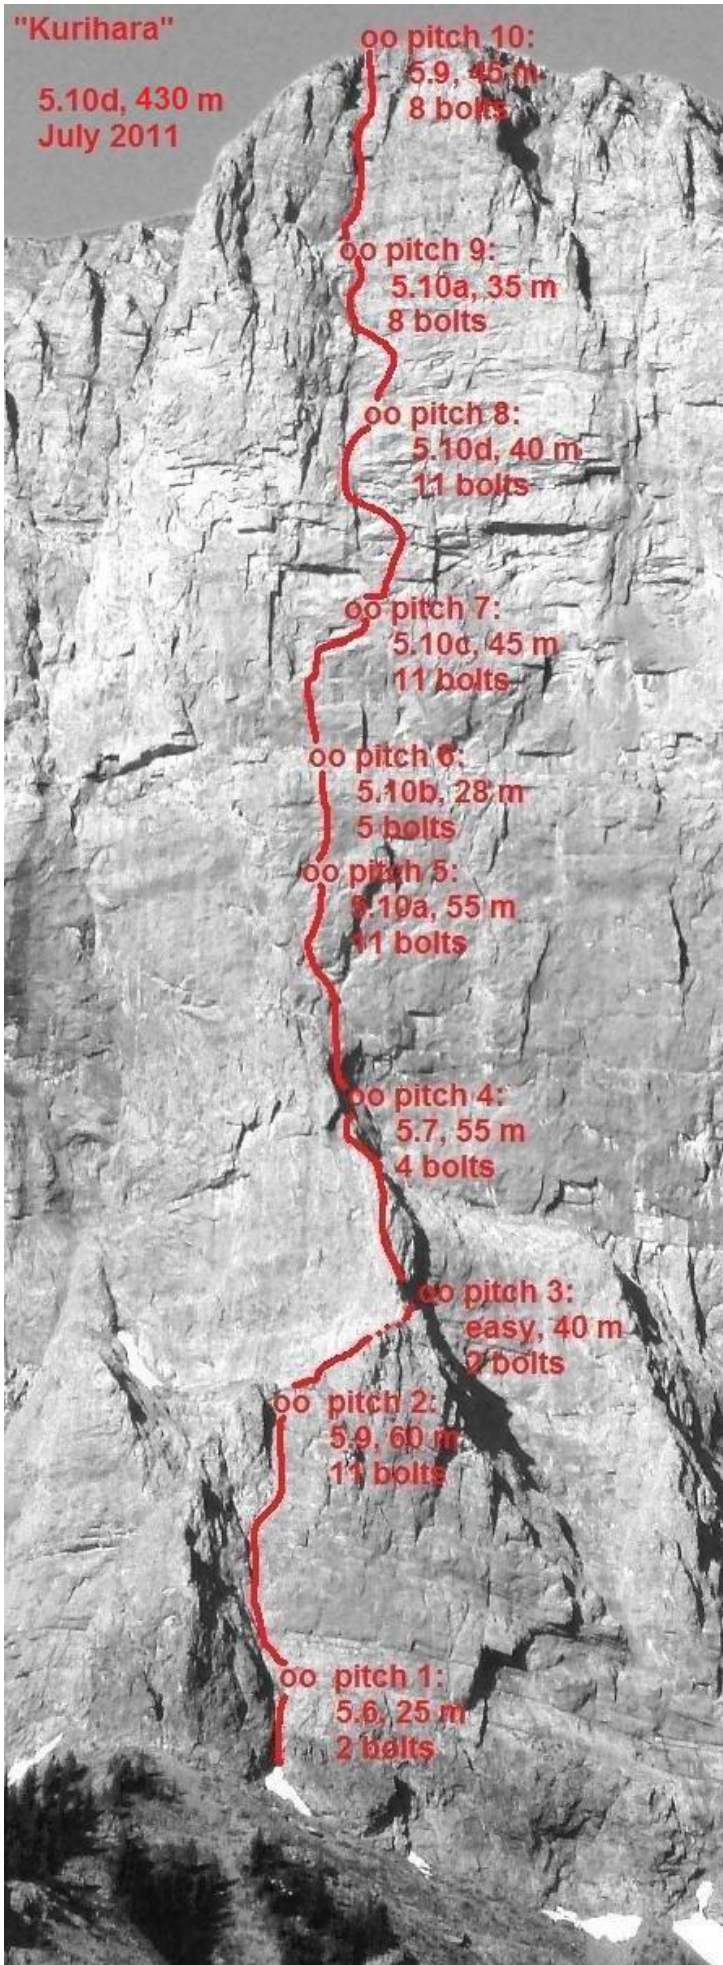 "Kurihara"
5.10d, 430 m
July 2011
oo pitch 10:
5.9, 45 m
8 bolts
oo pitch 9:
5.10a, 35 m
8 bolts
oo pitch 8:
5.10d, 40 m
11 bolts
oo pitch 7:
5.10c, 45 m
11 bolts
oo pitch 6:
5.10b, 28 m
5 bolts
oo pitch 5:
5.10a, 55 m
11 bolts
oo pitch 4:
5.7, 55 m
4 bolts
oo pitch 3:
easy, 40 m
2 bolts
oo pitch 2:
5.9, 60 m
11 bolts
oo pitch 1:
5.6, 25 m
2 bolts